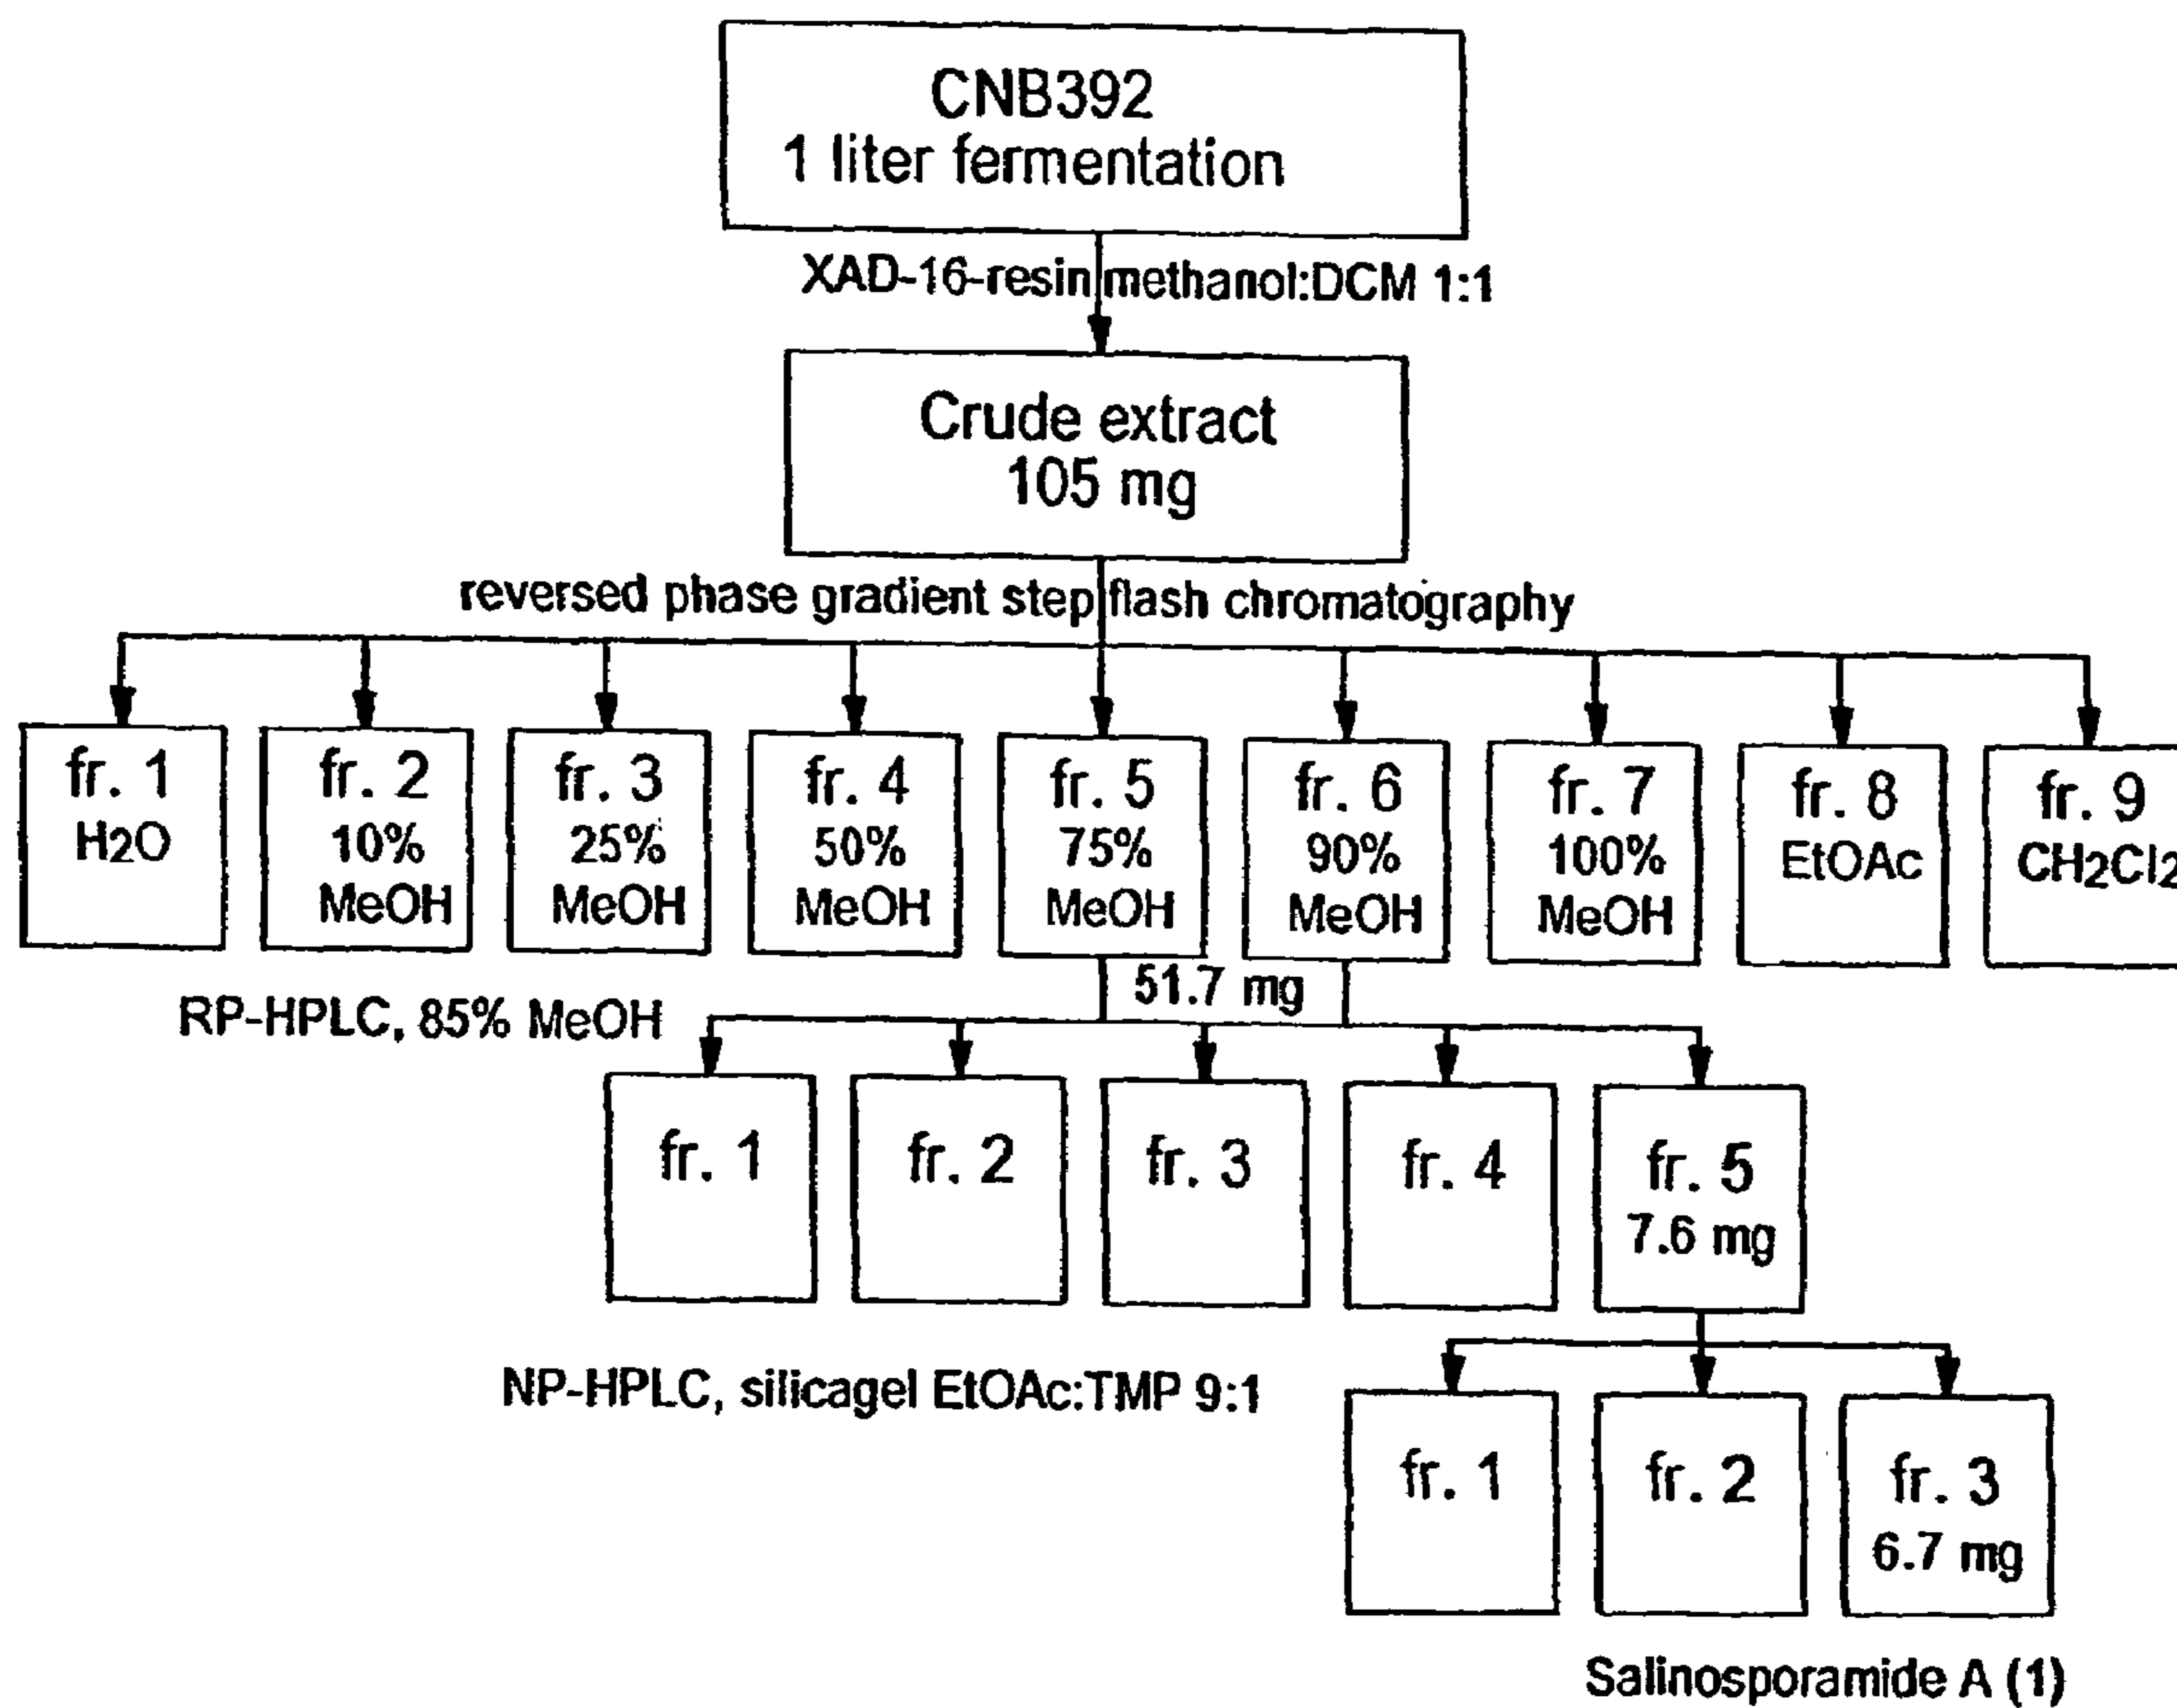 CNB392
1 liter fermentation
XAD-16-resin methanol:DCM 1:1
Crude extract
105 mg
reversed phase gradient step flash chromatography
fr. 1
H2O
fr. 2
10%
MeOH
fr. 3
25%
MeOH
fr. 4
50%
MeOH
fr. 5
75%
MeOH
fr. 6
90%
MeOH
fr. 7
100%
MeOH
fr. 8
EtOAc
fr. 9
CH2Cl2
51.7 mg
RP-HPLC, 85% MeOH
fr. 1
fr. 2
fr. 3
fr. 4
fr. 5
7.6 mg
NP-HPLC, silicagel EtOAc:TMP 9:1
fr. 1
fr. 2
fr. 3
6.7 mg
Salinosporamide A (1)